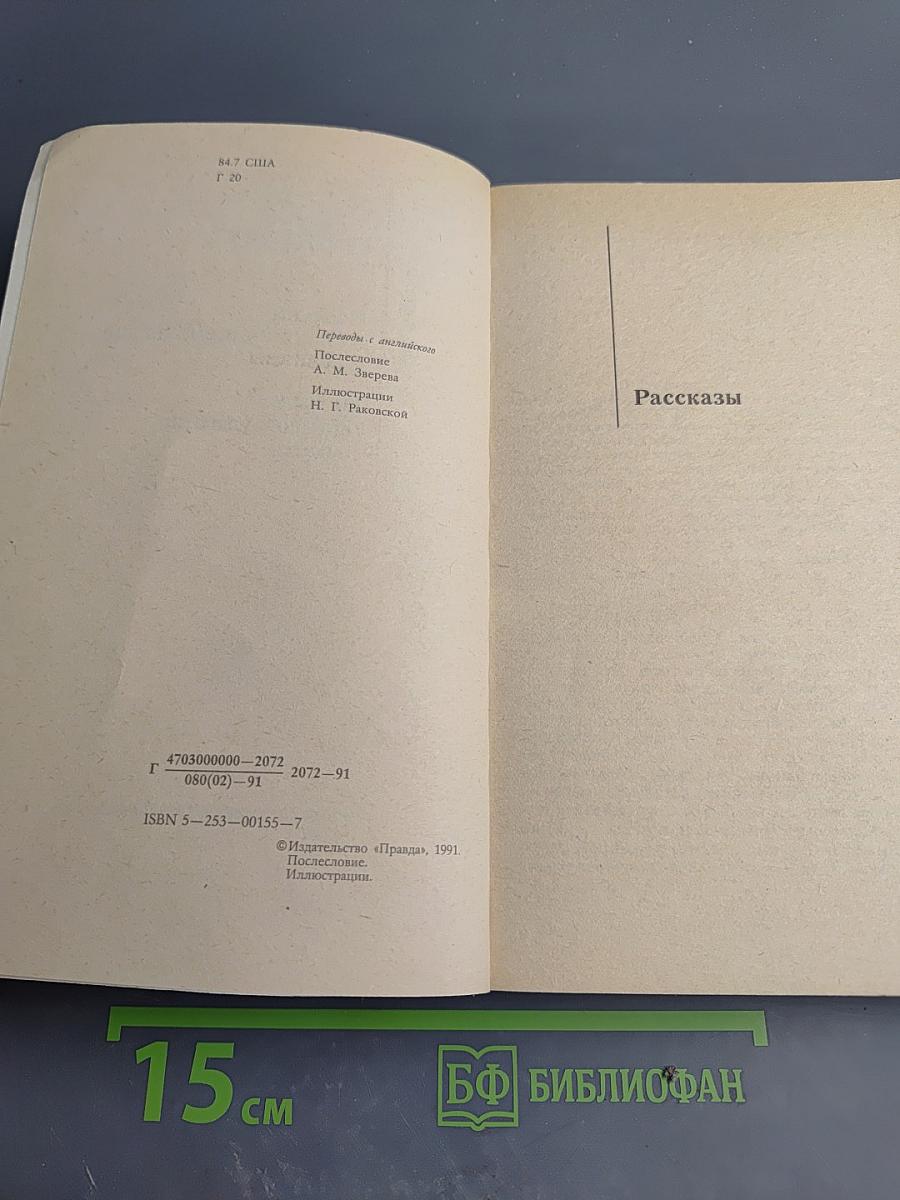 84.7 США
Г 20
Переводы с английского
Послесловие
А. М. Зверева
Иллюстрации
Н. Г. Раковской
Г 4703000000—2072
080(02)—91
2072—91
ISBN 5—253—00155—7
©Издательство «Правда», 1991.
Послесловие.
Иллюстрации.
Рассказы
15 см
БФ БИБЛИОФАН